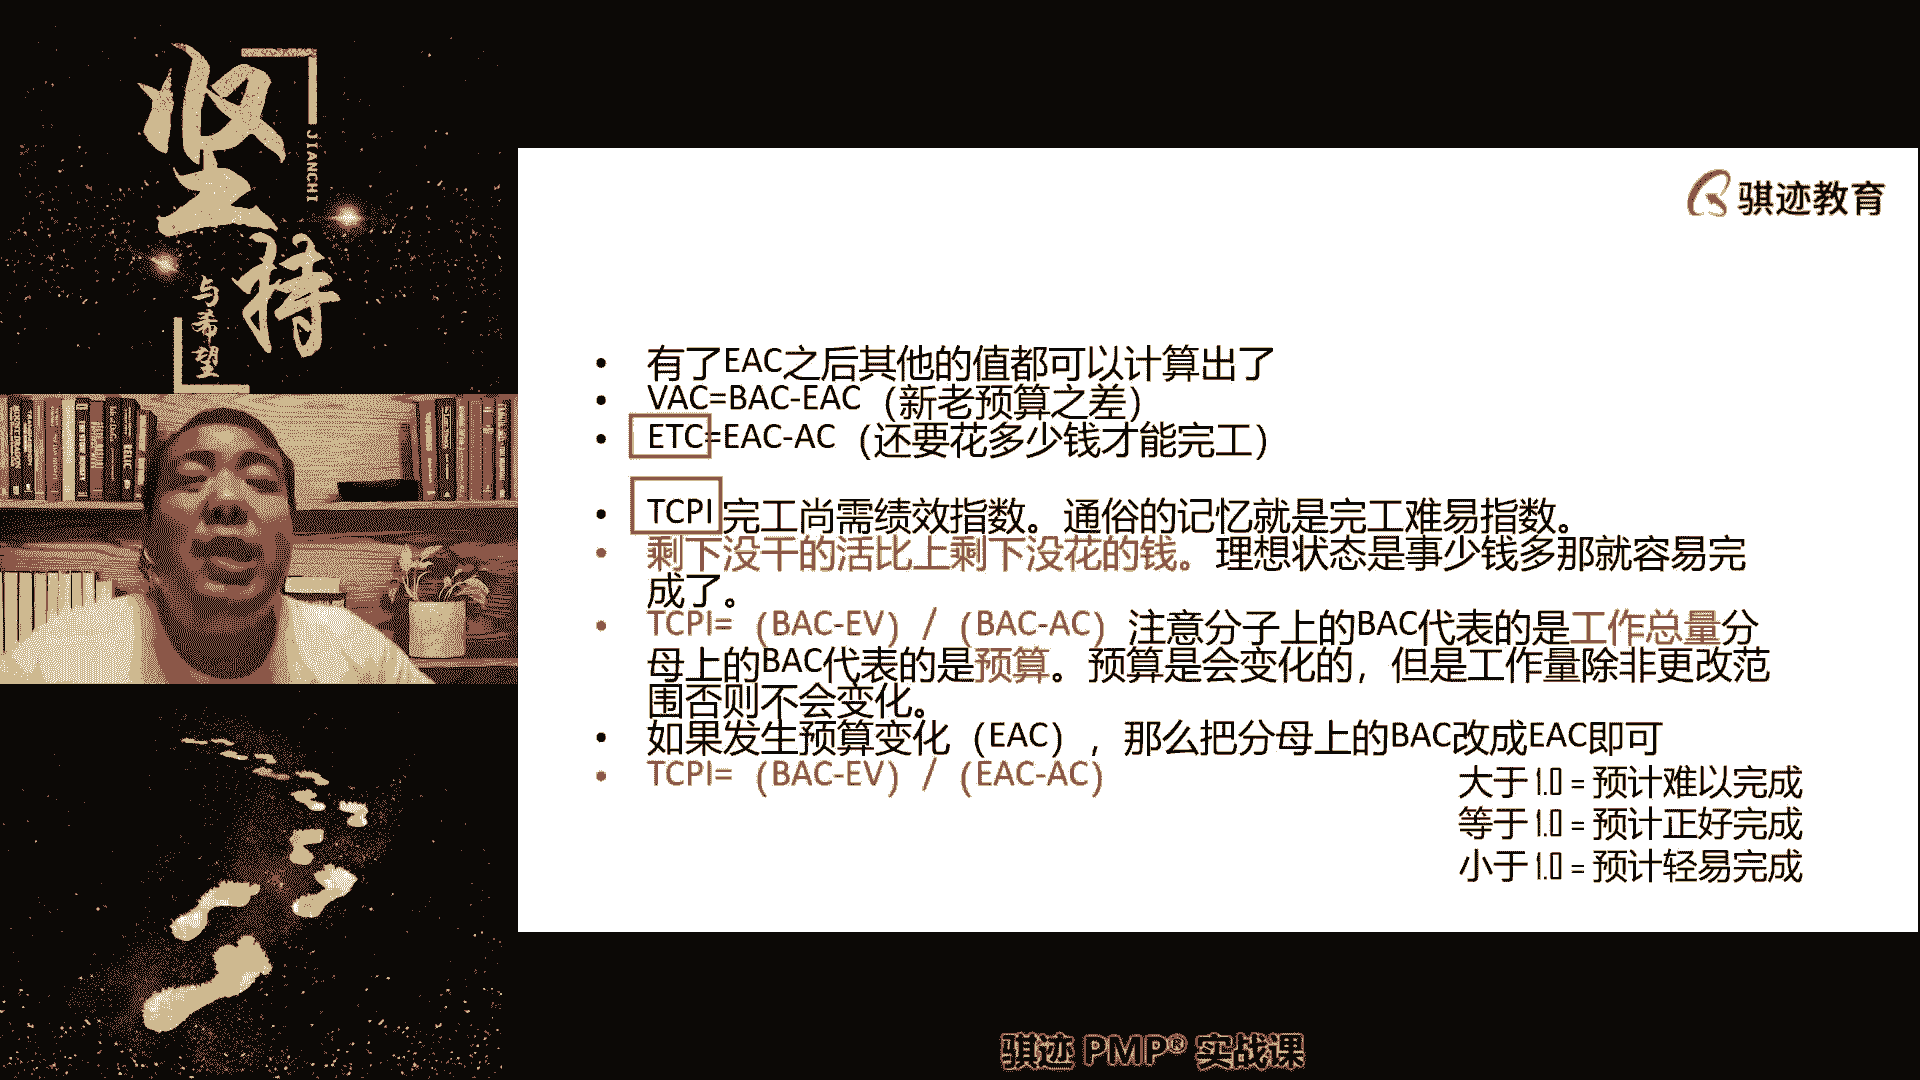 坚持
JIANCHI
与希望
骐迹教育
• 有了EAC之后其他的值都可以计算出了
• VAC=BAC-EAC（新老预算之差）
• ETC=EAC-AC（还要花多少钱才能完工）
• TCPI完工尚需绩效指数。通俗的记忆就是完工难易指数。
• 剩下没干的活比上剩下没花的钱。理想状态是事少钱多那就容易完
成了。
• TCPI=（BAC-EV）/（BAC-AC）注意分子上的BAC代表的是工作总量分
母上的BAC代表的是预算。预算是会变化的，但是工作量除非更改范
围否则不会变化。
• 如果发生预算变化（EAC），那么把分母上的BAC改成EAC即可
• TCPI=（BAC-EV）/（EAC-AC）
大于1.0 = 预计难以完成
等于1.0 = 预计正好完成
小于1.0 = 预计轻易完成
骐迹 PMP® 实战课